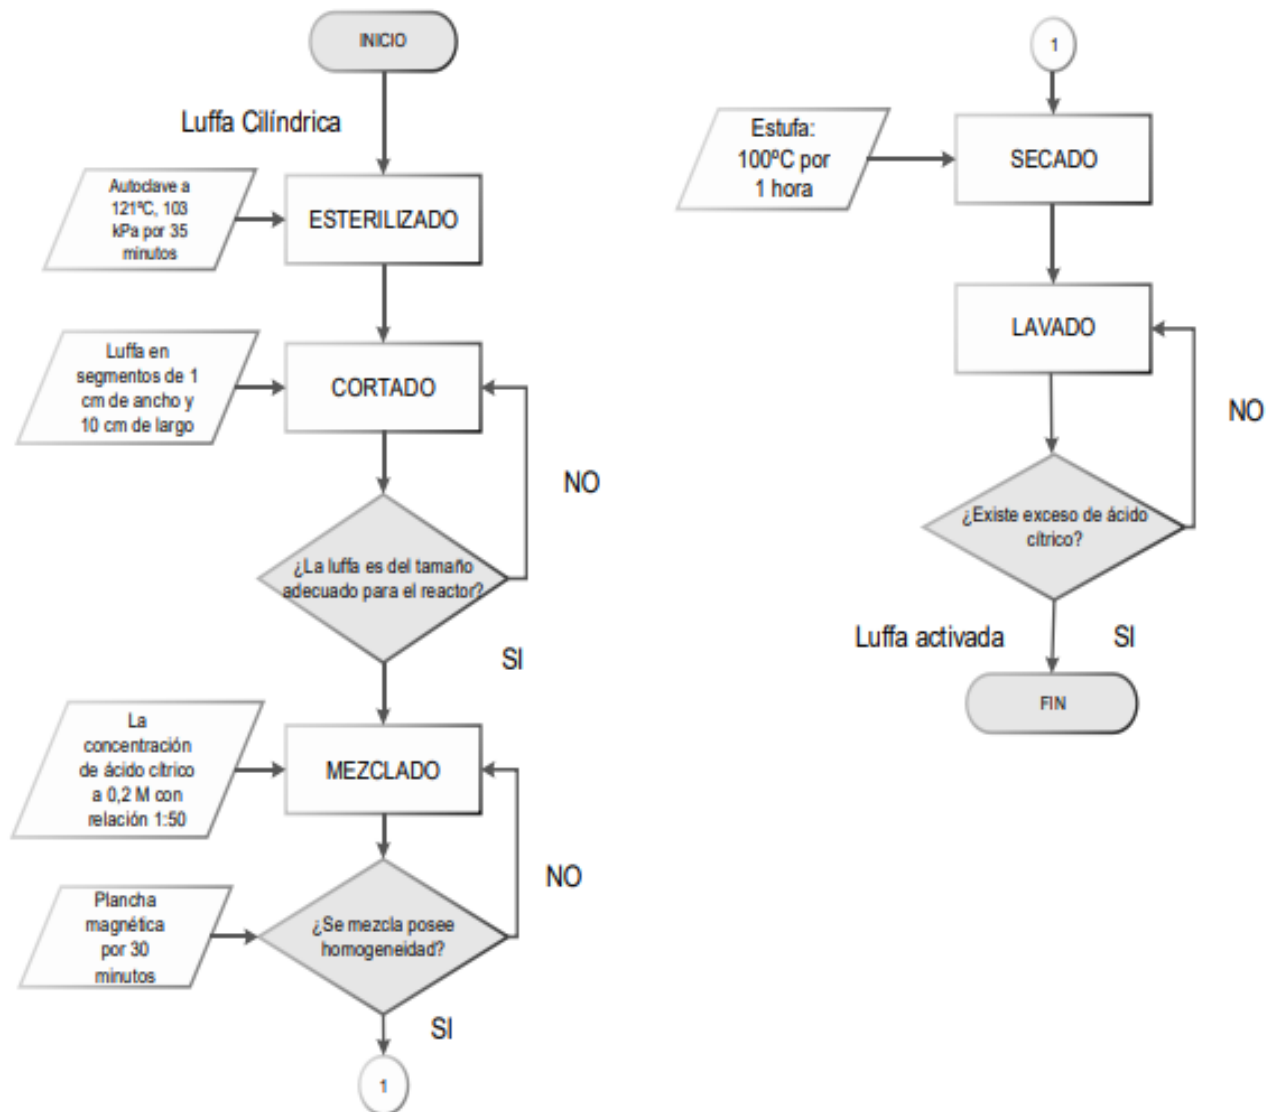 INICIO
Luffa Cilíndrica
Autoclave a
121ºC, 103
kPa por 35
minutos
ESTERILIZADO
Luffa en
segmentos de 1
cm de ancho y
10 cm de largo
CORTADO
NO
¿La luffa es del tamaño
adecuado para el reactor?
SI
La
concentración
de ácido cítrico
a 0,2 M con
relación 1:50
MEZCLADO
NO
Plancha
magnética
por 30
minutos
¿Se mezcla posee
homogeneidad?
SI
1
1
Estufa:
100ºC por
1 hora
SECADO
LAVADO
NO
¿Existe exceso de ácido
cítrico?
Luffa activada
SI
FIN